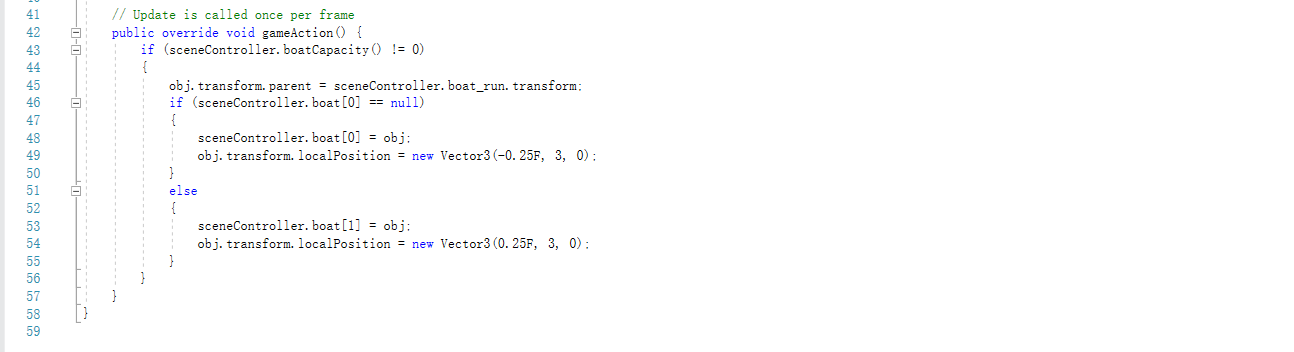 41 // Update is called once per frame
42 public override void gameAction() {
43 if (sceneController.boatCapacity() != 0)
44 {
45 obj.transform.parent = sceneController.boat_run.transform;
46 if (sceneController.boat[0] == null)
47 {
48 sceneController.boat[0] = obj;
49 obj.transform.localPosition = new Vector3(-0.25F, 3, 0);
50 }
51 else
52 {
53 sceneController.boat[1] = obj;
54 obj.transform.localPosition = new Vector3(0.25F, 3, 0);
55 }
56 }
57 }
58 }
59